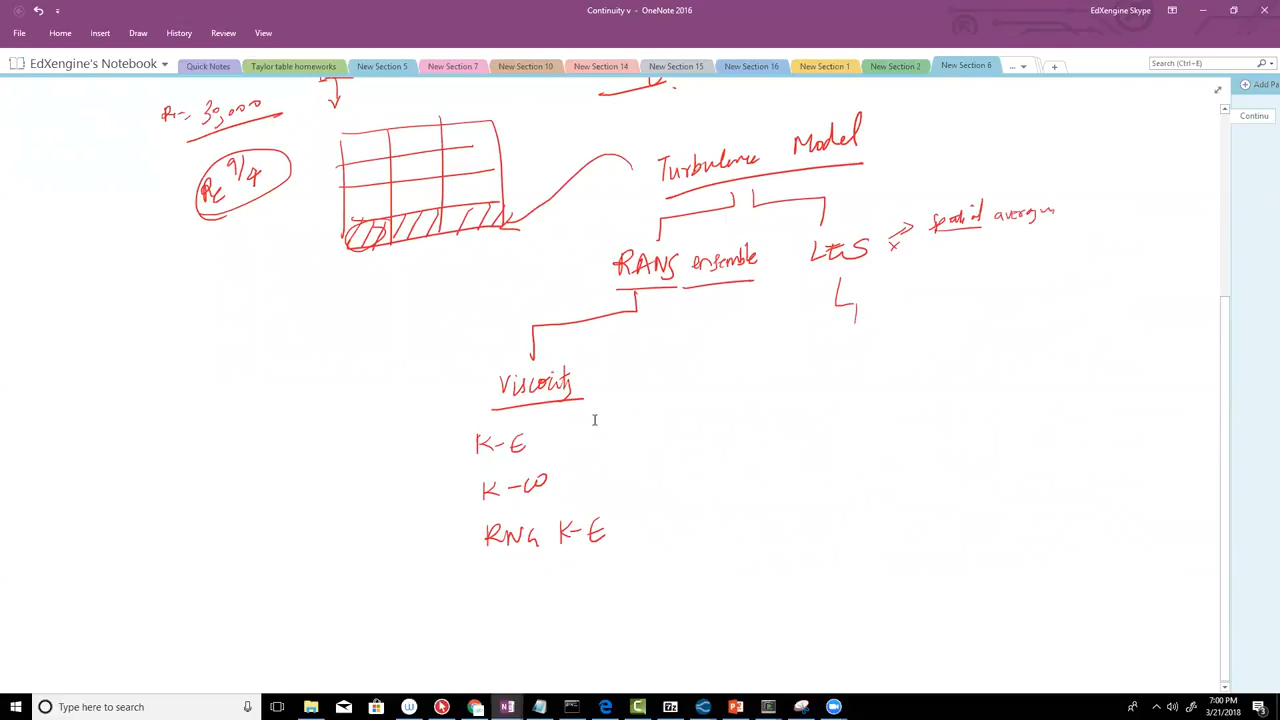 Continuity v - OneNote 2016
EdXengine Skype
File Home Insert Draw History Review View
EdXengine's Notebook
Quick Notes
Taylor table homeworks
New Section 5
New Section 7
New Section 10
New Section 14
New Section 15
New Section 16
New Section 1
New Section 2
New Section 6
...
Search (Ctrl+E)
Add Pa
Continu
30,000
Re 9/4
Turbulence Model
RANS ensemble
LES
spatial
Viscosity
K-E
K-ω
RNG K-E
Type here to search
7:00 PM
3/21/2018